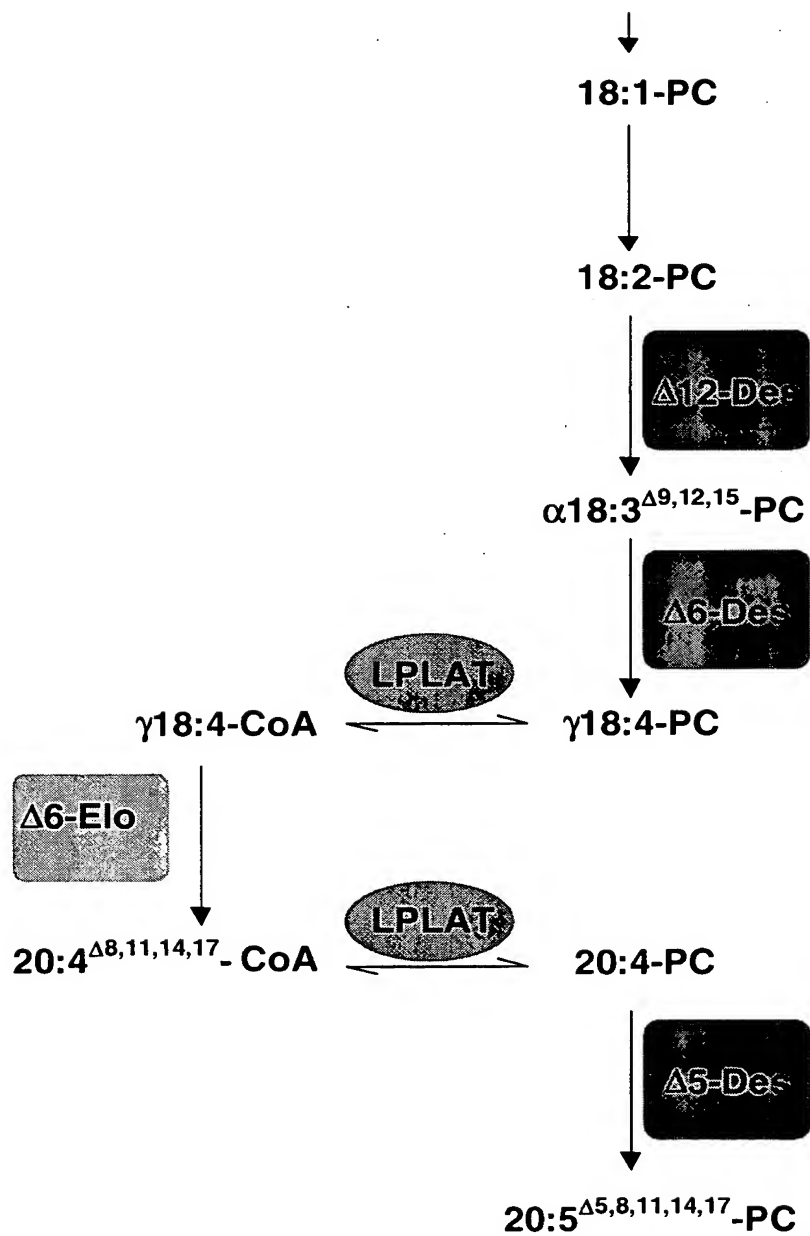 18:1-PC
18:2-PC
Δ12-Des
α18:3Δ9,12,15-PC
Δ6-Des
LPLAT
γ18:4-CoA
γ18:4-PC
Δ6-Elo
LPLAT
20:4Δ8,11,14,17- CoA
20:4-PC
Δ5-Des
20:5Δ5,8,11,14,17-PC